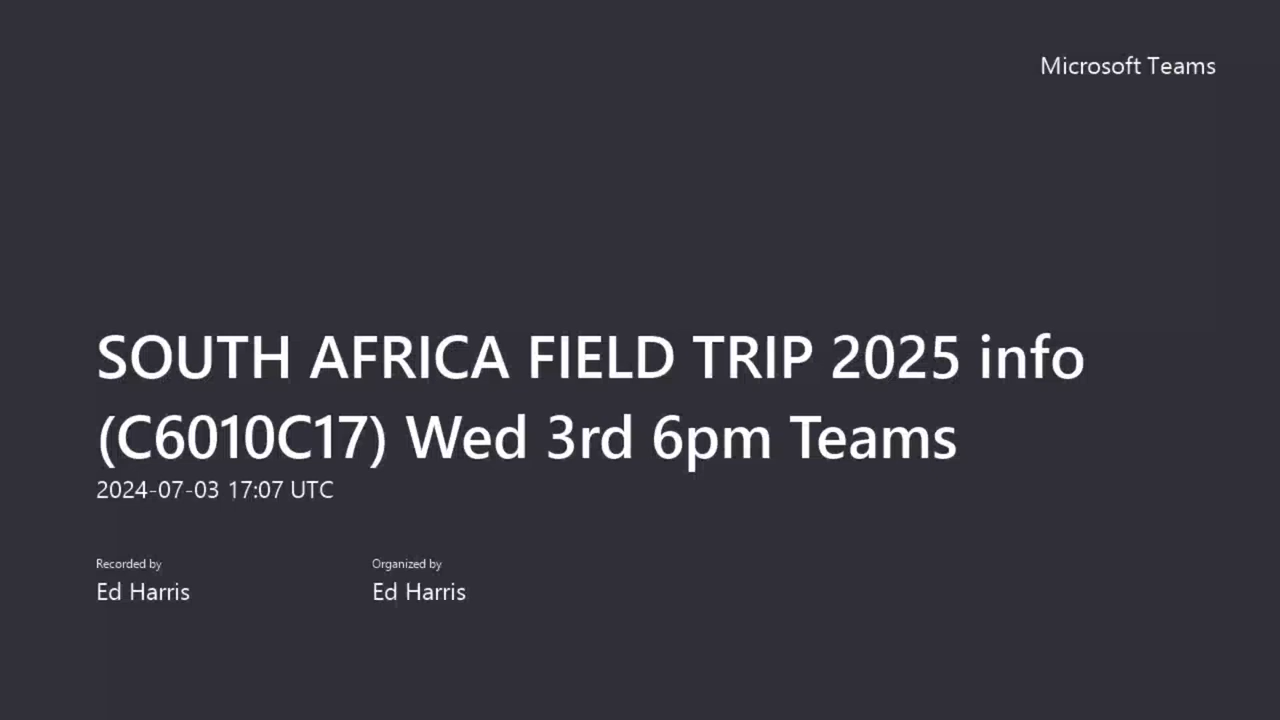 Microsoft Teams
SOUTH AFRICA FIELD TRIP 2025 info
(C6010C17) Wed 3rd 6pm Teams
2024-07-03 17:07 UTC
Recorded by
Organized by
Ed Harris
Ed Harris